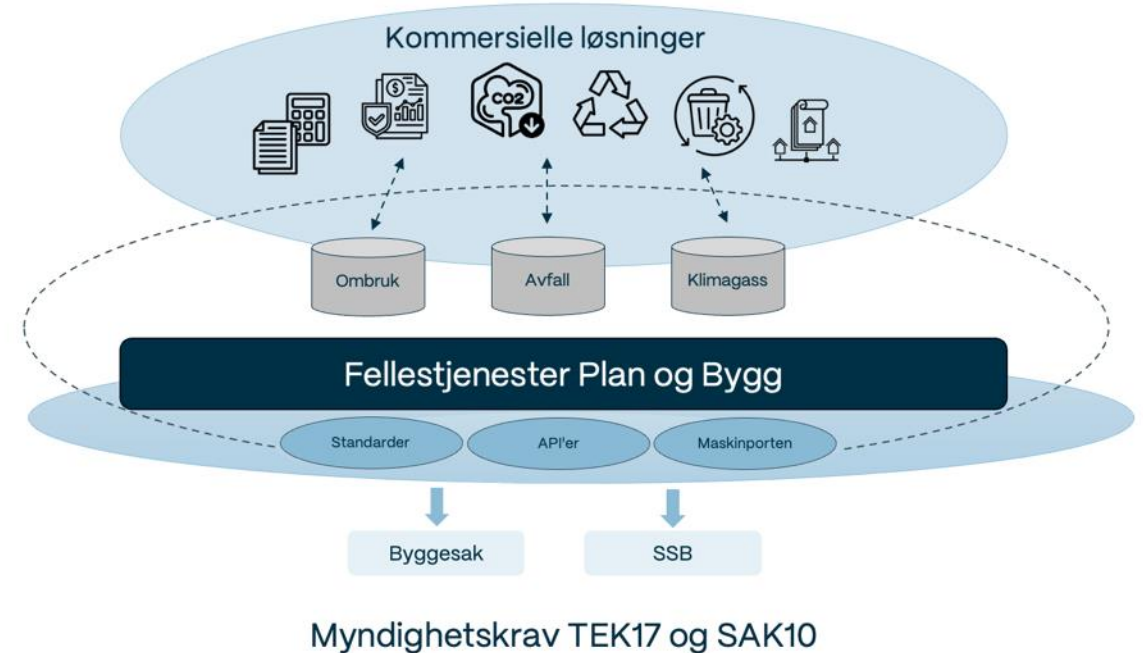 Kommersielle løsninger
$
CO2
Ombruk
Avfall
Klimagass
Fellestjenester Plan og Bygg
Standarder
API'er
Maskinporten
Byggesak
SSB
Myndighetskrav TEK17 og SAK10